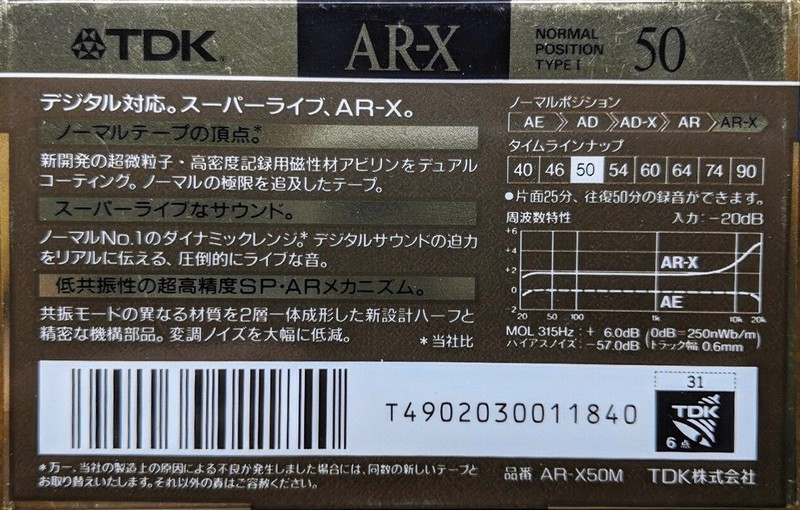 TDK. AR-X NORMAL POSITION TYPE I 50
デジタル対応。スーパーライブ、AR-X。
ノーマルテープの頂点。*
新開発の超微粒子・高密度記録用磁性材アビリンをデュアル
コーティング。ノーマルの極限を追及したテープ。
スーパーライブなサウンド。
ノーマルNo.1のダイナミックレンジ。*デジタルサウンドの迫力
をリアルに伝える、圧倒的にライブな音。
低共振性の超高精度SP・ARメカニズム。
共振モードの異なる材質を2層一体成形した新設計ハーフと
精密な機構部品。変調ノイズを大幅に低減。
*当社比
ノーマルポジション
AE AD AD-X AR AR-X
タイムラインナップ
40 46 50 54 60 64 74 90
●片面25分、往復50分の録音ができます。
周波数特性 入力:-20dB
+6
+4
+2
0
-2
AR-X
AE
20 50 100 1k 10k 20k
MOL 315Hz:+ 6.0dB (0dB=250nWb/m)
バイアスノイズ:-57.0dB (トラック幅 0.6mm)
T4902030011840
31
TDK
6点
*万一、当社の製造上の原因による不良が発生しました場合には、同数の新しいテープと
お取り替えいたします。それ以外の責はご容赦ください。
品番 AR-X50M TDK株式会社